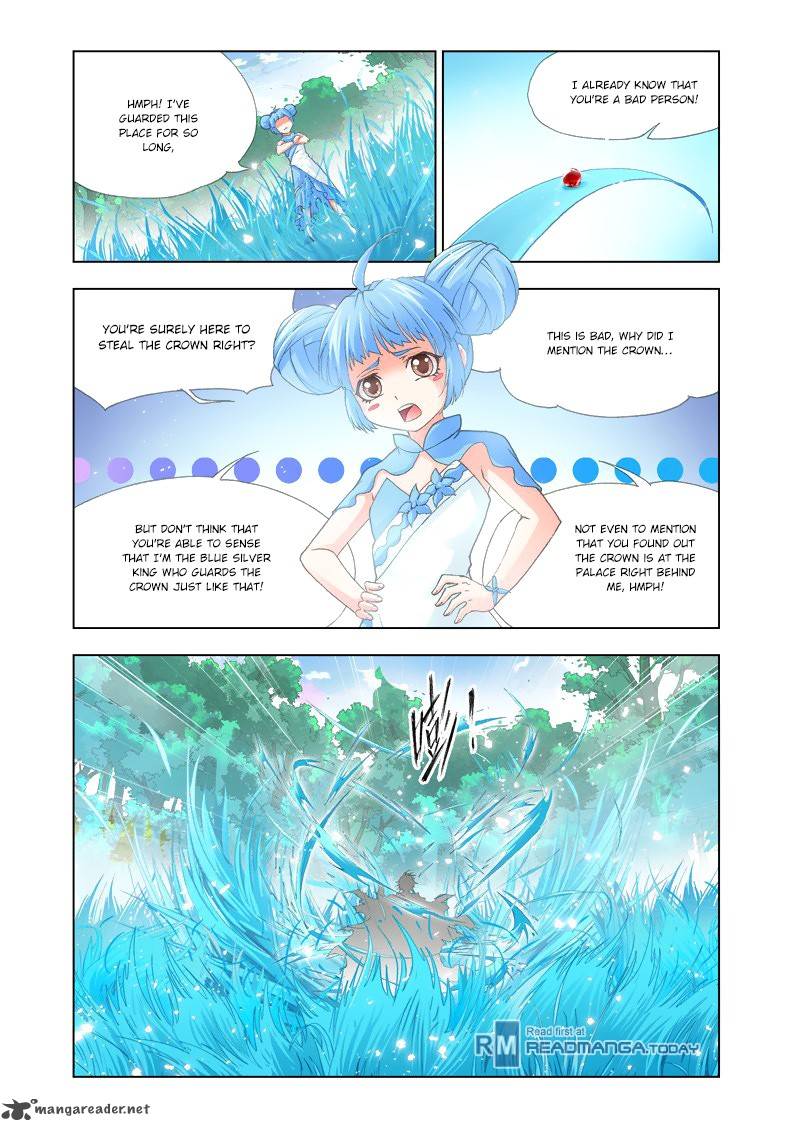 HMPH! I'VE
GUARDED THIS
PLACE FOR SO
LONG,
I ALREADY KNOW THAT
YOU'RE A BAD PERSON!
YOU'RE SURELY HERE TO
STEAL THE CROWN RIGHT?
THIS IS BAD, WHY DID I
MENTION THE CROWN...
BUT DON'T THINK THAT
YOU'RE ABLE TO SENSE
THAT I'M THE BLUE SILVER
KING WHO GUARDS THE
CROWN JUST LIKE THAT!
NOT EVEN TO MENTION
THAT YOU FOUND OUT
THE CROWN IS AT THE
PALACE RIGHT BEHIND
ME, HMPH!
嘭!
RM
Read first at
READMANGA.TODAY
mangareader.net